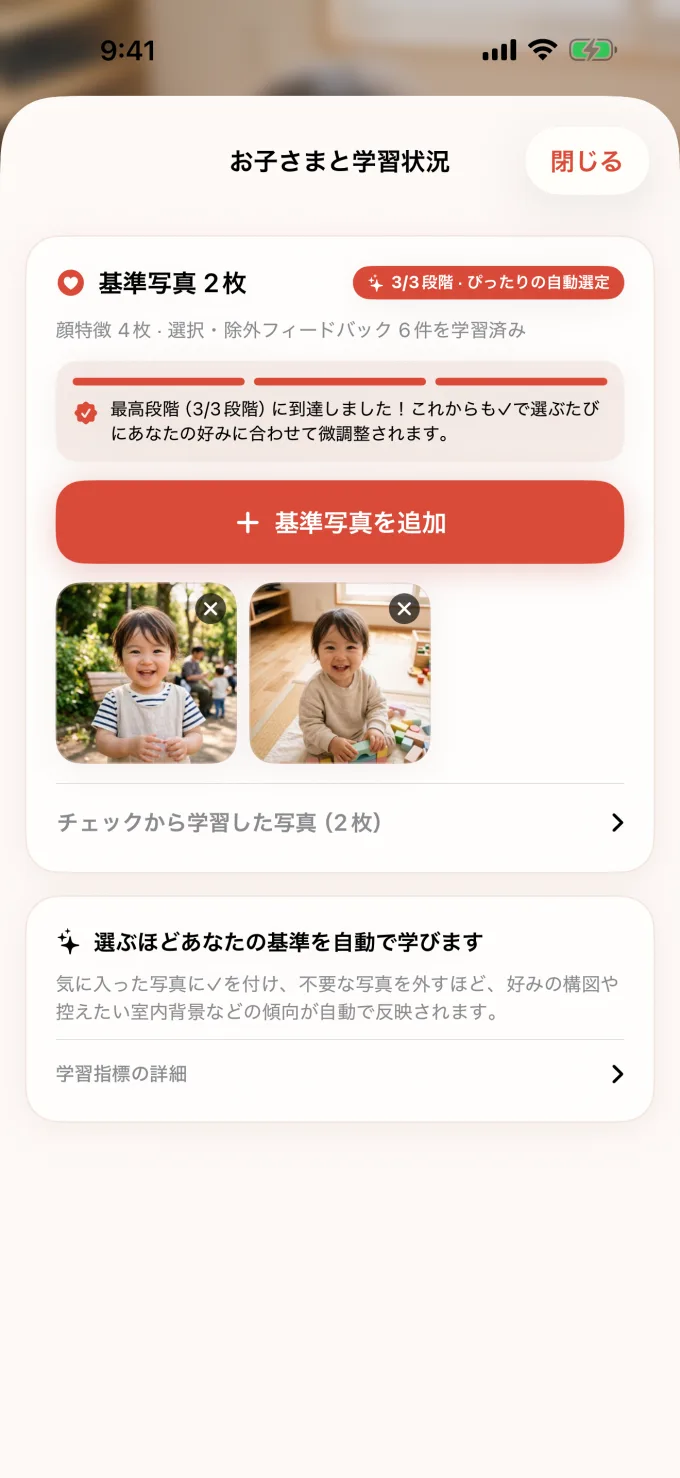 9:41
お子さまと学習状況
閉じる
基準写真 2枚
3/3段階 · ぴったりの自動選定
顔特徴 4枚 · 選択・除外フィードバック 6件を学習済み
最高段階（3/3段階）に到達しました！これからも✓で選ぶたび
にあなたの好みに合わせて微調整されます。
＋ 基準写真を追加
チェックから学習した写真（2枚）
選ぶほどあなたの基準を自動で学びます
気に入った写真に✓を付け、不要な写真を外すほど、好みの構図や
控えたい室内背景などの傾向が自動で反映されます。
学習指標の詳細